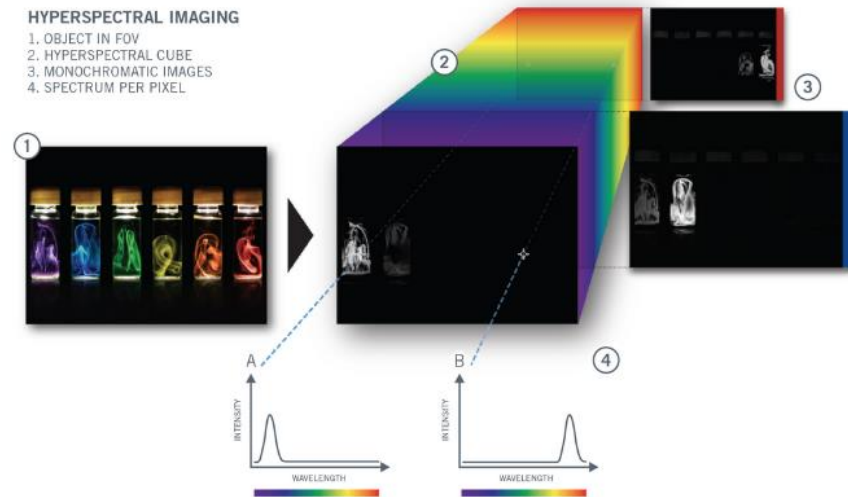 HYPERSPECTRAL IMAGING
1. OBJECT IN FOV
2. HYPERSPECTRAL CUBE
3. MONOCHROMATIC IMAGES
4. SPECTRUM PER PIXEL
2
3
1
A
B
4
INTENSITY
INTENSITY
WAVELENGTH
WAVELENGTH